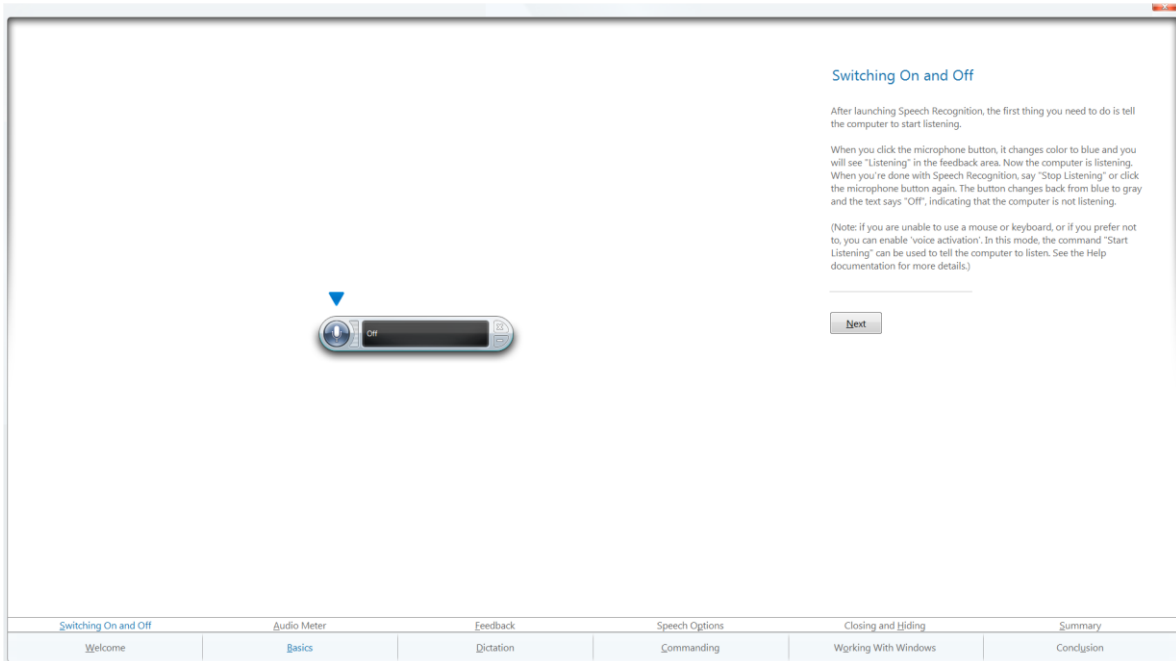 Switching On and Off
After launching Speech Recognition, the first thing you need to do is tell
the computer to start listening.
When you click the microphone button, it changes color to blue and you
will see "Listening" in the feedback area. Now the computer is listening.
When you're done with Speech Recognition, say "Stop Listening" or click
the microphone button again. The button changes back from blue to gray
and the text says "Off", indicating that the computer is not listening.
(Note: if you are unable to use a mouse or keyboard, or if you prefer not
to, you can enable 'voice activation'. In this mode, the command "Start
Listening" can be used to tell the computer to listen. See the Help
documentation for more details.)
Next
Off
Switching On and Off Audio Meter Feedback Speech Options Closing and Hiding Summary
Welcome Basics Dictation Commanding Working With Windows Conclusion